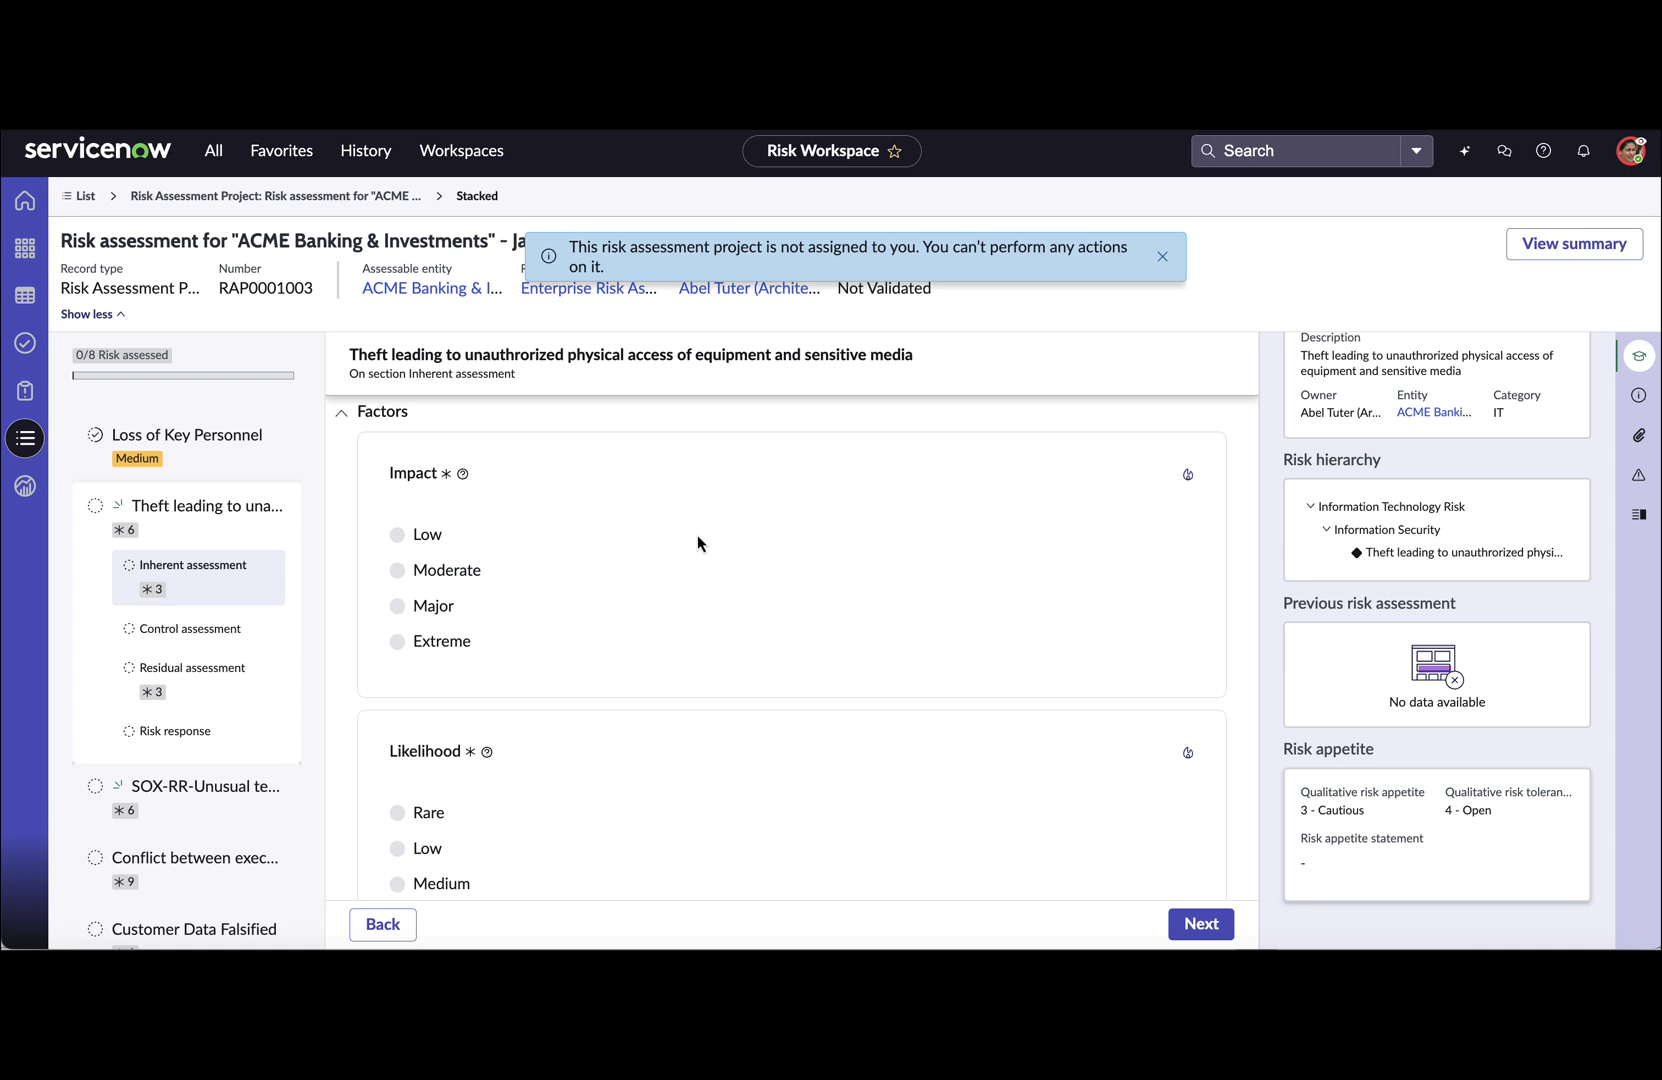 servicenow All Favorites History Workspaces Risk Workspace Search
List > Risk Assessment Project: Risk assessment for "ACME ... > Stacked
Risk assessment for "ACME Banking & Investments" - Ja
This risk assessment project is not assigned to you. You can't perform any actions
on it.
View summary
Record type Number Assessable entity
Risk Assessment P... RAP0001003 ACME Banking & I... Enterprise Risk As... Abel Tuter (Archite... Not Validated
Show less
0/8 Risk assessed
Loss of Key Personnel
Medium
Theft leading to una...
* 6
Inherent assessment
* 3
Control assessment
Residual assessment
* 3
Risk response
SOX-RR-Unusual te...
* 6
Conflict between exec...
* 9
Customer Data Falsified
Theft leading to unauthrorized physical access of equipment and sensitive media
On section Inherent assessment
Factors
Impact *
Low
Moderate
Major
Extreme
Likelihood *
Rare
Low
Medium
Back Next
Description
Theft leading to unauthrorized physical access of
equipment and sensitive media
Owner Entity Category
Abel Tuter (Ar... ACME Banki... IT
Risk hierarchy
Information Technology Risk
Information Security
Theft leading to unauthrorized physi...
Previous risk assessment
No data available
Risk appetite
Qualitative risk appetite Qualitative risk toleran...
3 - Cautious 4 - Open
Risk appetite statement
-